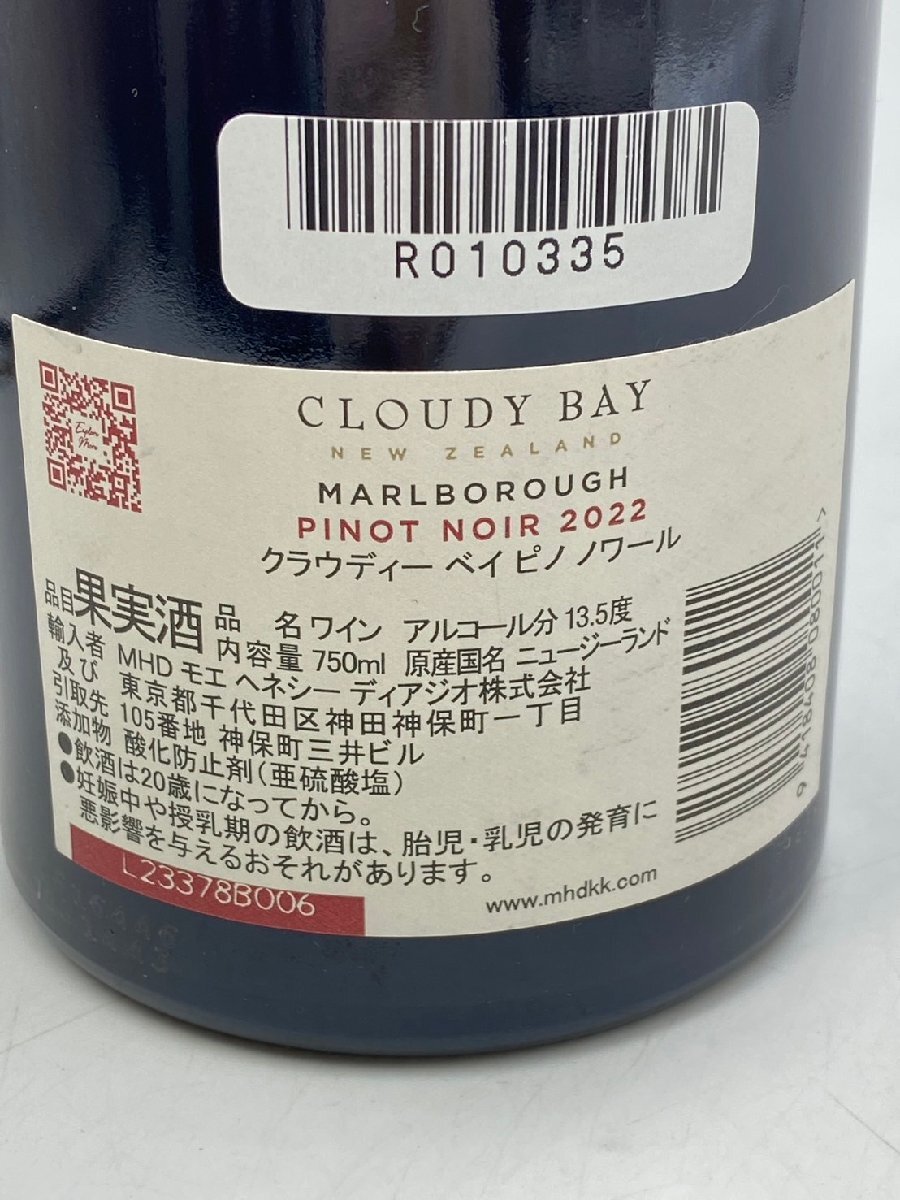 R010335
CLOUDY BAY
NEW ZEALAND
MARLBOROUGH
PINOT NOIR 2022
クラウディー ベイ ピノ ノワール
品目 果実酒 品 名 ワイン アルコール分 13.5度
内容量 750ml 原産国名 ニュージーランド
輸入者及び引取先 MHD モエ ヘネシー ディアジオ株式会社
東京都千代田区神田神保町一丁目
105番地 神保町三井ビル
添加物 酸化防止剤(亜硫酸塩)
●飲酒は20歳になってから。
●妊娠中や授乳期の飲酒は、胎児・乳児の発育に
悪影響を与えるおそれがあります。
L23378B006
www.mhdkk.com